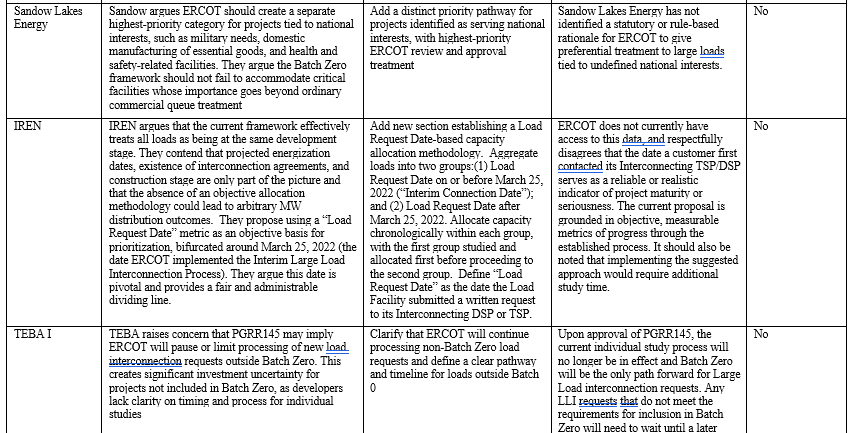 Sandow Lakes
Energy
Sandow argues ERCOT should create a separate
highest-priority category for projects tied to national
interests, such as military needs, domestic
manufacturing of essential goods, and health and
safety-related facilities. They argue the Batch Zero
framework should not fail to accommodate critical
facilities whose importance goes beyond ordinary
commercial queue treatment
Add a distinct priority pathway for
projects identified as serving national
interests, with highest-priority
ERCOT review and approval
treatment
Sandow Lakes Energy has not
identified a statutory or rule-based
rationale for ERCOT to give
preferential treatment to large loads
tied to undefined national interests.
No
IREN
IREN argues that the current framework effectively
treats all loads as being at the same development
stage. They contend that projected energization
dates, existence of interconnection agreements, and
construction stage are only part of the picture and
that the absence of an objective allocation
methodology could lead to arbitrary MW
distribution outcomes. They propose using a “Load
Request Date” metric as an objective basis for
prioritization, bifurcated around March 25, 2022 (the
date ERCOT implemented the Interim Large Load
Interconnection Process). They argue this date is
pivotal and provides a fair and administrable
dividing line.
Add new section establishing a Load
Request Date-based capacity
allocation methodology. Aggregate
loads into two groups:(1) Load
Request Date on or before March 25,
2022 (“Interim Connection Date”);
and (2) Load Request Date after
March 25, 2022. Allocate capacity
chronologically within each group,
with the first group studied and
allocated first before proceeding to
the second group. Define “Load
Request Date” as the date the Load
Facility submitted a written request
to its Interconnecting DSP or TSP.
ERCOT does not currently have
access to this data, and respectfully
disagrees that the date a customer first
contacted its Interconnecting TSP/DSP
serves as a reliable or realistic
indicator of project maturity or
seriousness. The current proposal is
grounded in objective, measurable
metrics of progress through the
established process. It should also be
noted that implementing the suggested
approach would require additional
study time.
No
TEBA I
TEBA raises concern that PGRR145 may imply
ERCOT will pause or limit processing of new load
interconnection requests outside Batch Zero. This
creates significant investment uncertainty for
projects not included in Batch Zero, as developers
lack clarity on timing and process for individual
studies
Clarify that ERCOT will continue
processing non-Batch Zero load
requests and define a clear pathway
and timeline for loads outside Batch
0
Upon approval of PGRR145, the
current individual study process will
no longer be in effect and Batch Zero
will be the only path forward for Large
Load interconnection requests. Any
LLI requests that do not meet the
requirements for inclusion in Batch
Zero will need to wait until a later
No